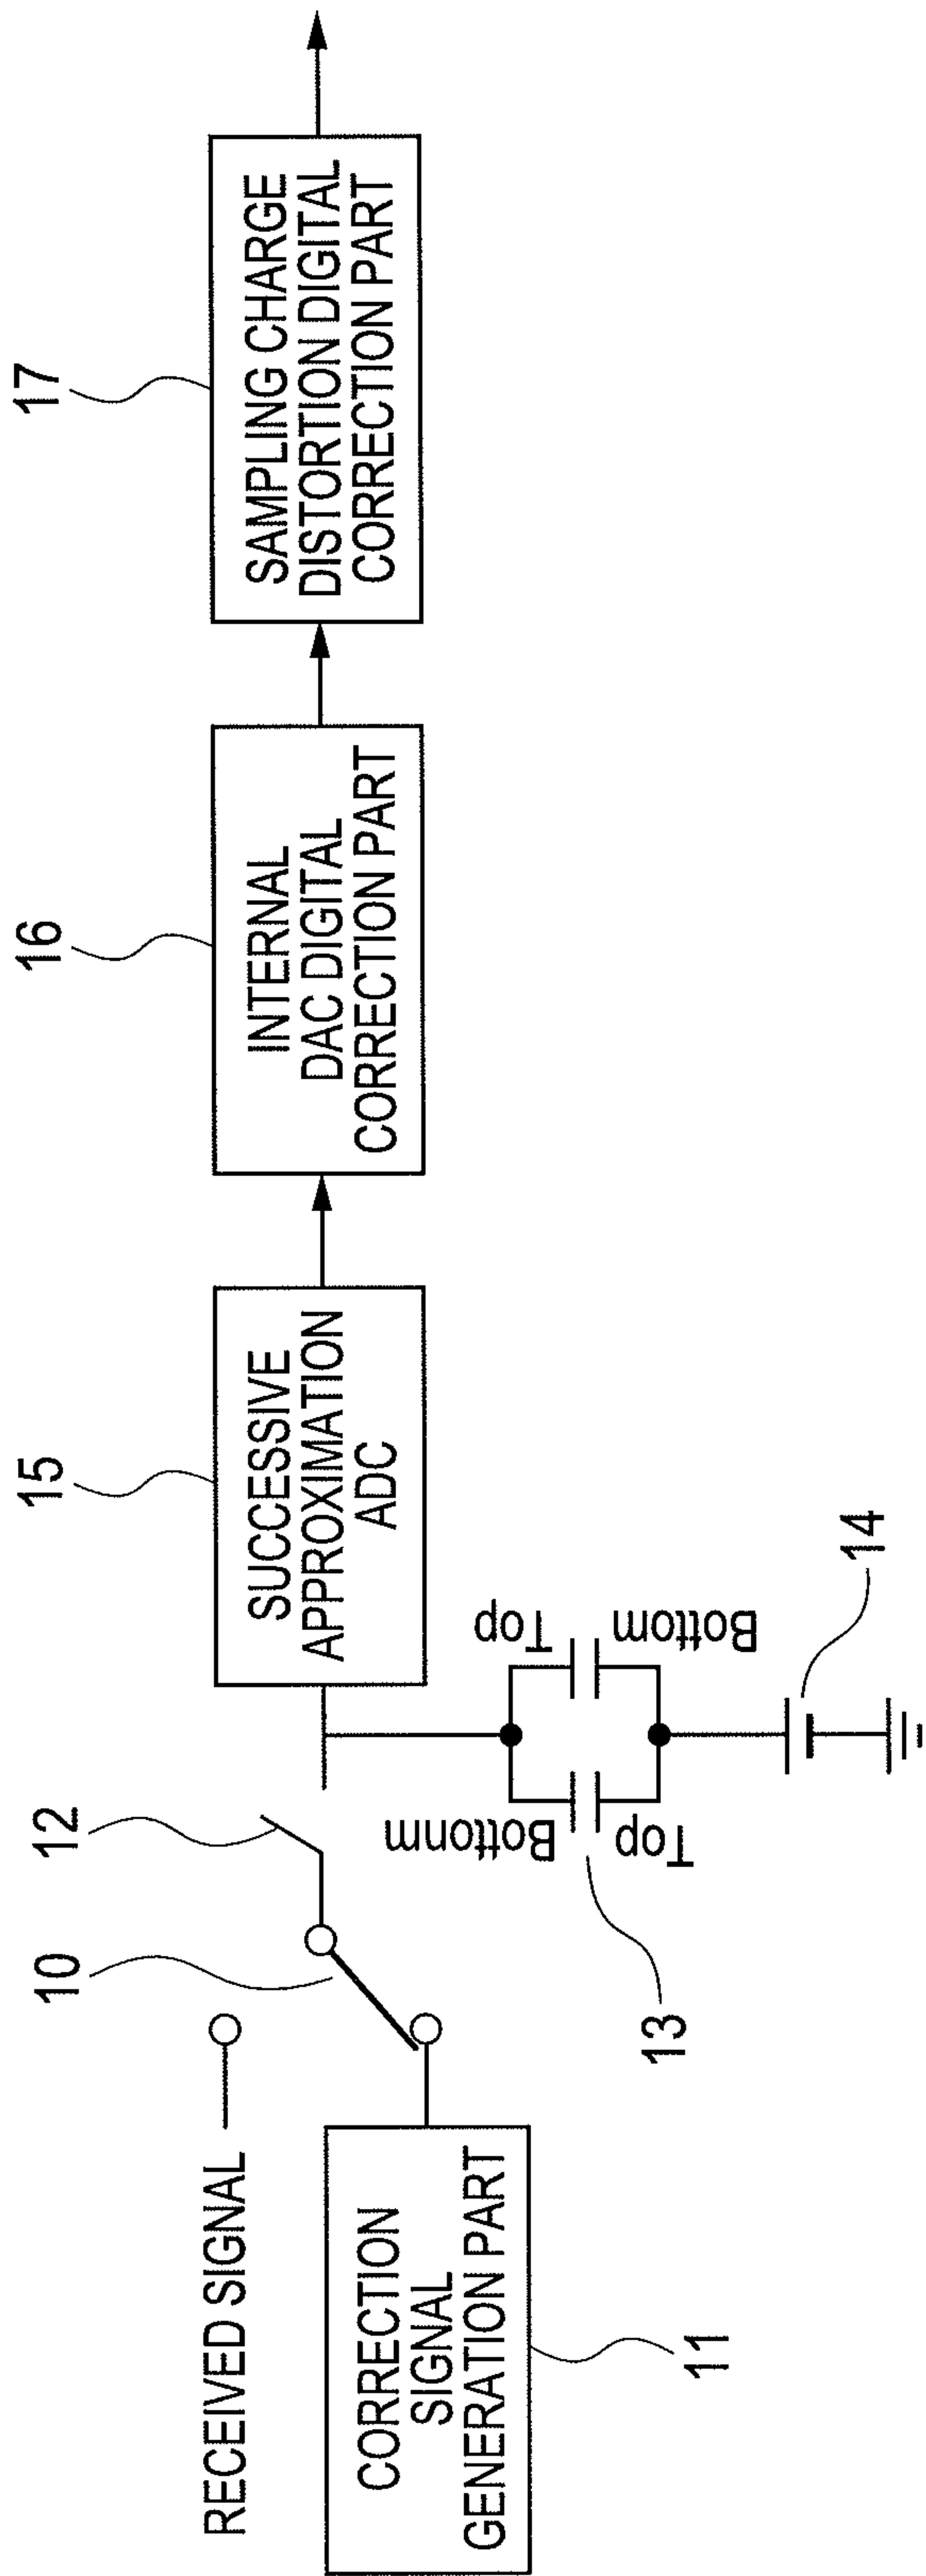 RECEIVED SIGNAL
10
12
CORRECTION
SIGNAL
GENERATION PART
11
13
Bottonm
Top
Top
Bottom
14
15
SUCCESSIVE
APPROXIMATION
ADC
16
INTERNAL
DAC DIGITAL
CORRECTION PART
17
SAMPLING CHARGE
DISTORTION DIGITAL
CORRECTION PART